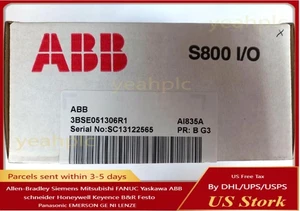 yeahplc
yeahplc
ABB S800 I/O
ABB
3BSE051306R1 AI835A
Serial No:SC13122565 PR: B G3
Parcels sent within 3-5 days
US Free Tax
By DHL/UPS/USPS
Allen-Bradley Siemens Mitsubishi FANUC Yaskawa ABB
schneider Honeywell Keyence B&R Festo
Panasonic EMERSON GE NI LENZE
US Stork